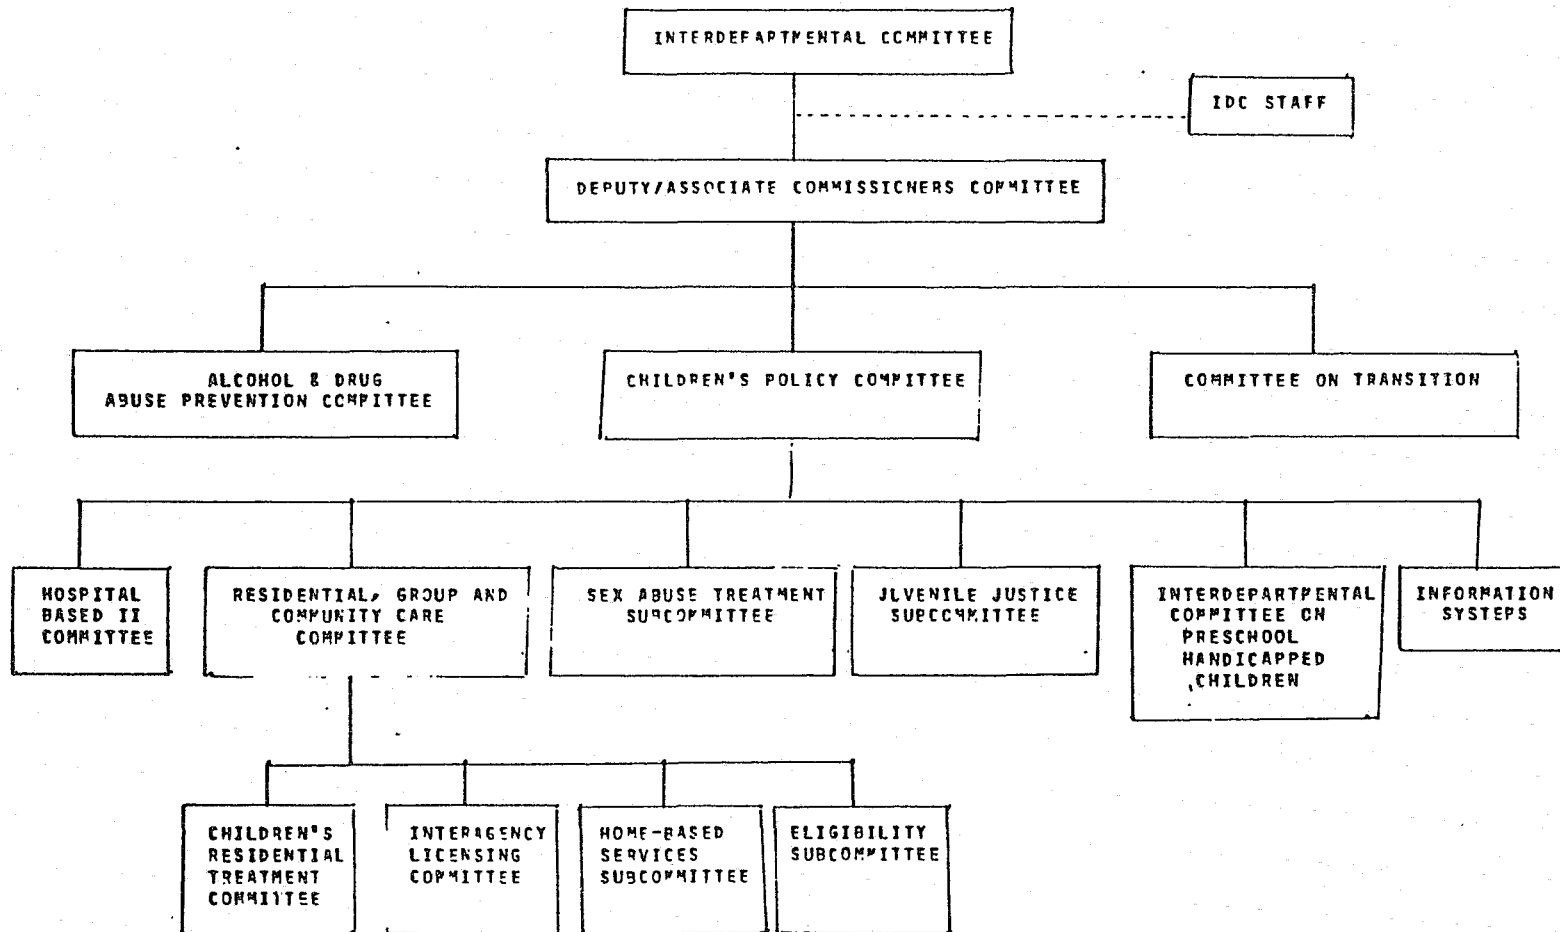 INTERDEPARTMENTAL COMMITTEE
IDC STAFF
DEPUTY/ASSOCIATE COMMISSIONERS COMMITTEE
ALCOHOL & DRUG
ABUSE PREVENTION COMMITTEE
CHILDREN'S POLICY COMMITTEE
COMMITTEE ON TRANSITION
HOSPITAL
BASED II
COMMITTEE
RESIDENTIAL, GROUP AND
COMMUNITY CARE
COMMITTEE
SEX ABUSE TREATMENT
SUBCOMMITTEE
JUVENILE JUSTICE
SUBCOMMITTEE
INTERDEPARTMENTAL
COMMITTEE ON
PRESCHOOL
HANDICAPPED
CHILDREN
INFORMATION
SYSTEMS
CHILDREN'S
RESIDENTIAL
TREATMENT
COMMITTEE
INTERAGENCY
LICENSING
COMMITTEE
HOME-BASED
SERVICES
SUBCOMMITTEE
ELIGIBILITY
SUBCOMMITTEE